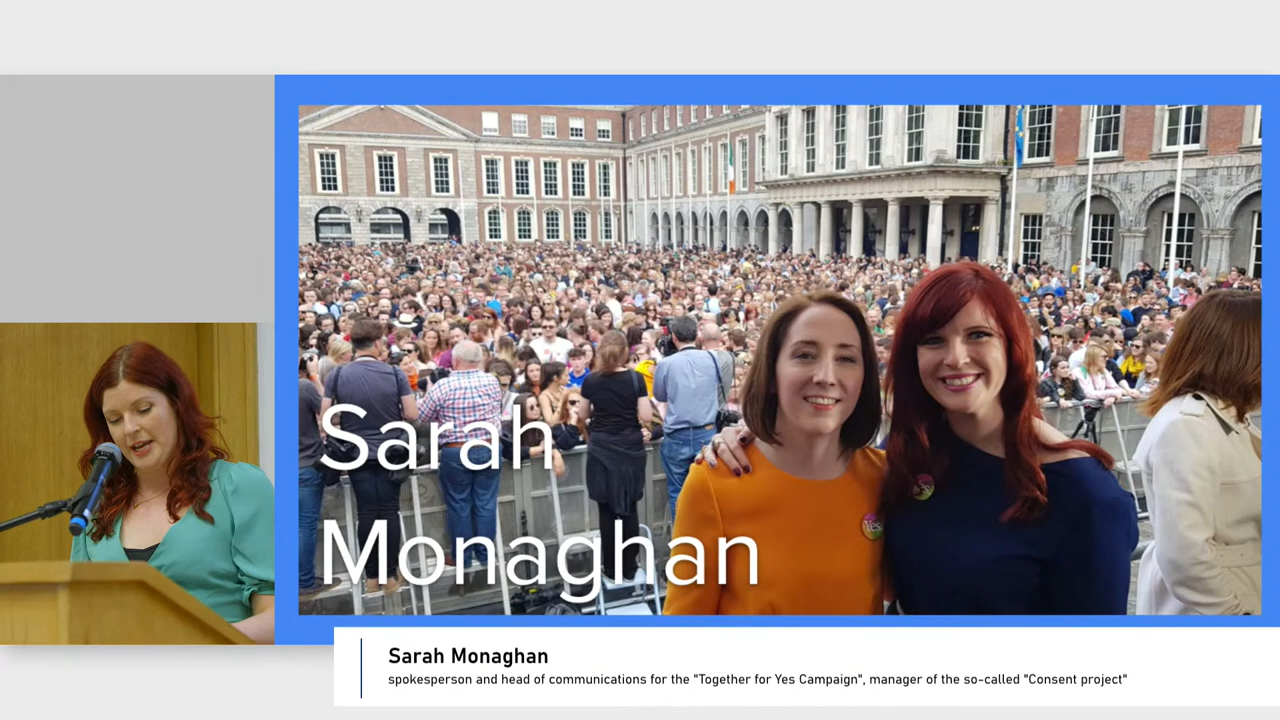 Sarah
Monaghan
Yes
Sarah Monaghan
spokesperson and head of communications for the "Together for Yes Campaign", manager of the so-called "Consent project"